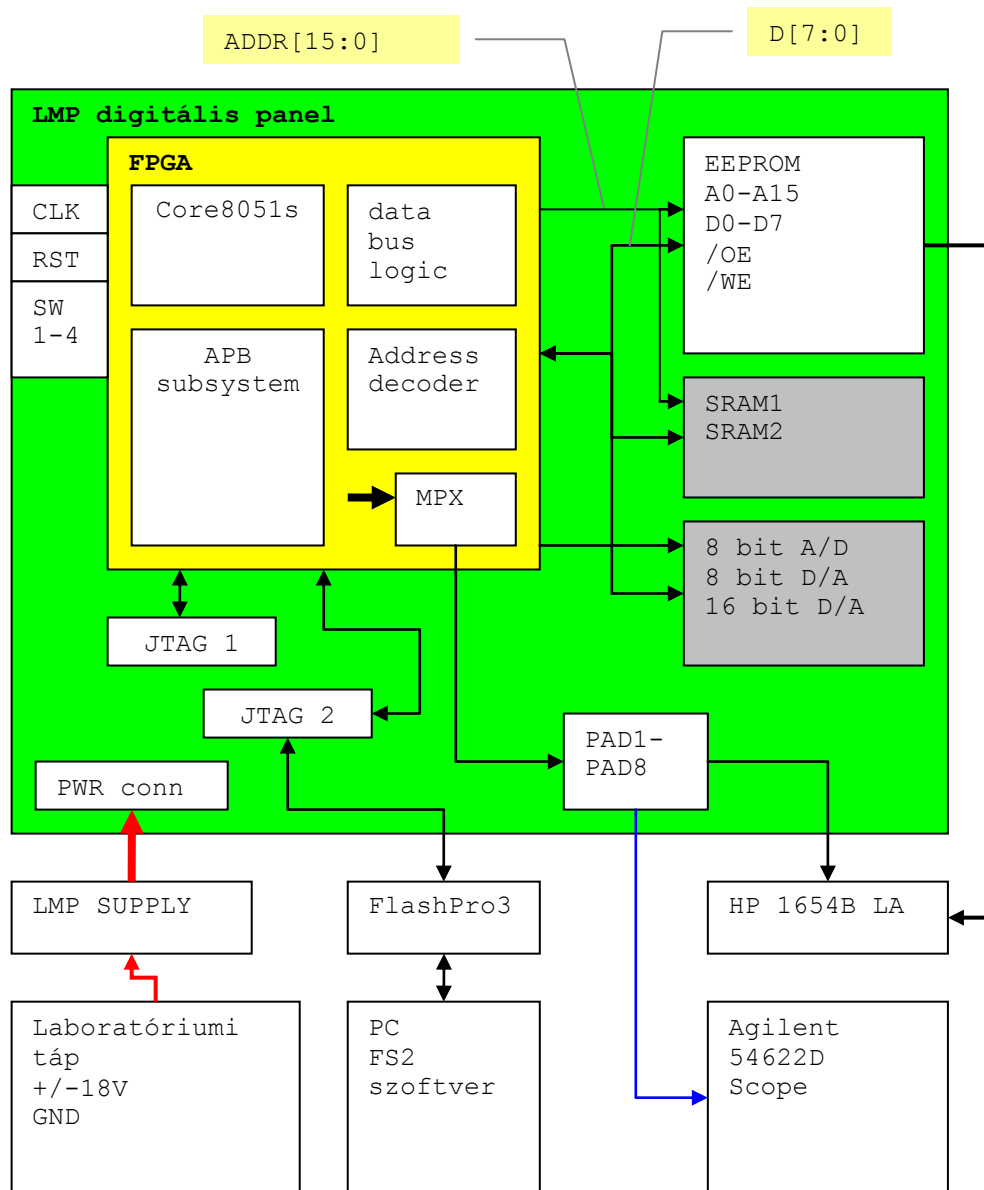 ADDR[15:0]
D[7:0]
LMP digitális panel
FPGA
CLK
RST
SW
1-4
Core8051s
data
bus
logic
APB
subsystem
Address
decoder
MPX
EEPROM
A0-A15
D0-D7
/OE
/WE
SRAM1
SRAM2
8 bit A/D
8 bit D/A
16 bit D/A
JTAG 1
JTAG 2
PWR conn
PAD1-
PAD8
LMP SUPPLY
FlashPro3
HP 1654B LA
Laboratóriumi
táp
+/-18V
GND
PC
FS2
szoftver
Agilent
54622D
Scope